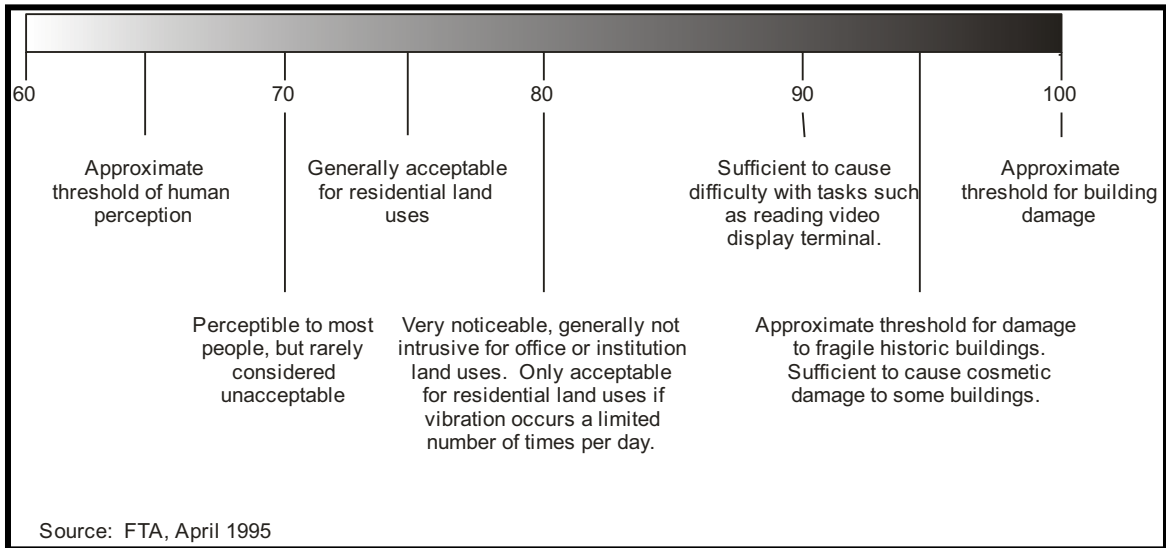 60
70
80
90
100
Approximate
threshold of human
perception
Generally acceptable
for residential land
uses
Sufficient to cause
difficulty with tasks such
as reading video
display terminal.
Approximate
threshold for building
damage
Perceptible to most
people, but rarely
considered
unacceptable
Very noticeable, generally not
intrusive for office or institution
land uses.  Only acceptable
for residential land uses if
vibration occurs a limited
number of times per day.
Approximate threshold for damage
to fragile historic buildings.
Sufficient to cause cosmetic
damage to some buildings.
Source:  FTA, April 1995